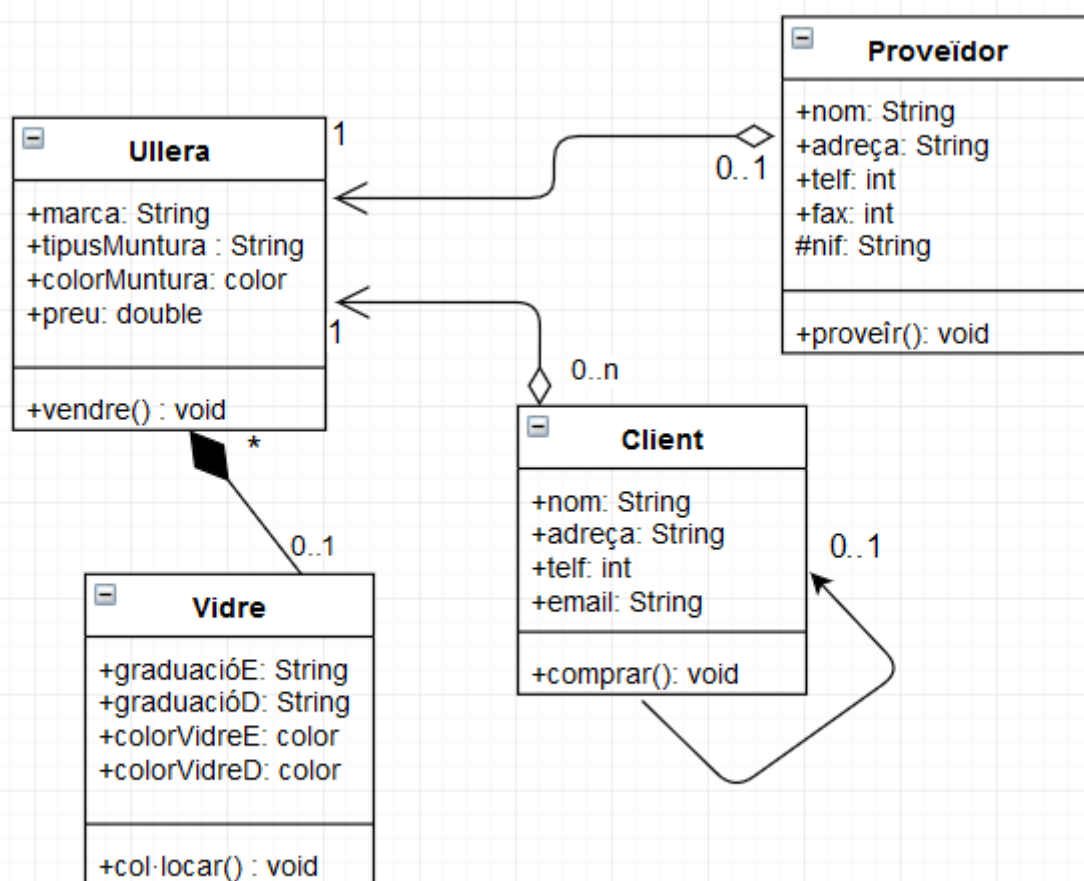 Proveïdor
+nom: String
+adreça: String
+telf: int
+fax: int
#nif: String
+proveîr(): void
0..1
1
Ullera
+marca: String
+tipusMuntura : String
+colorMuntura: color
+preu: double
+vendre() : void
1
*
0..n
Client
+nom: String
+adreça: String
+telf: int
+email: String
+comprar(): void
0..1
0..1
Vidre
+graduacióE: String
+graduacióD: String
+colorVidreE: color
+colorVidreD: color
+col·locar() : void